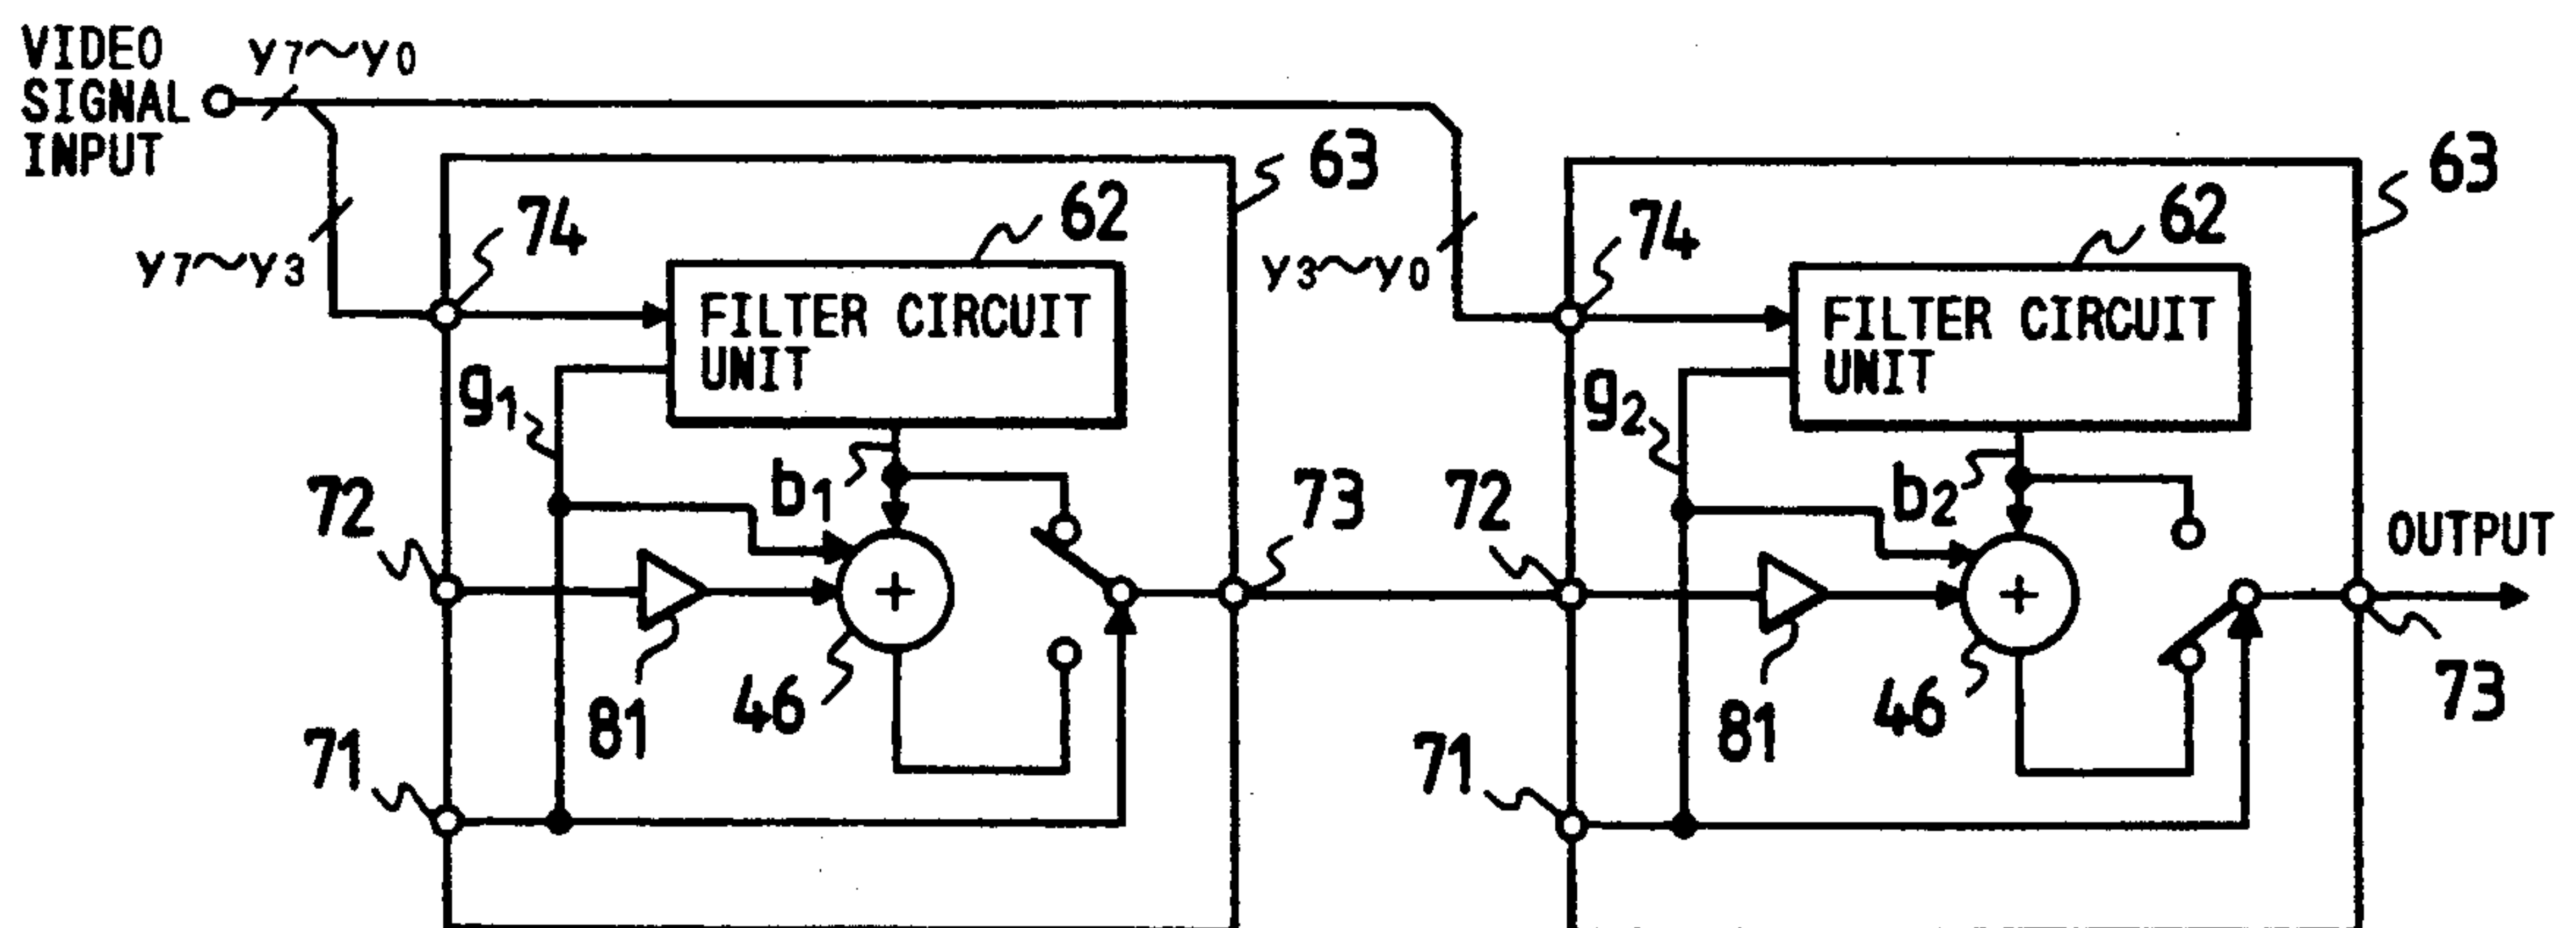 VIDEO
SIGNAL
INPUT
y7~y0
63
63
74
62
74
62
y7~y3
y3~y0
FILTER CIRCUIT
UNIT
FILTER CIRCUIT
UNIT
g1
g2
72
b1
73
72
b2
OUTPUT
+
+
81
46
81
46
73
71
71